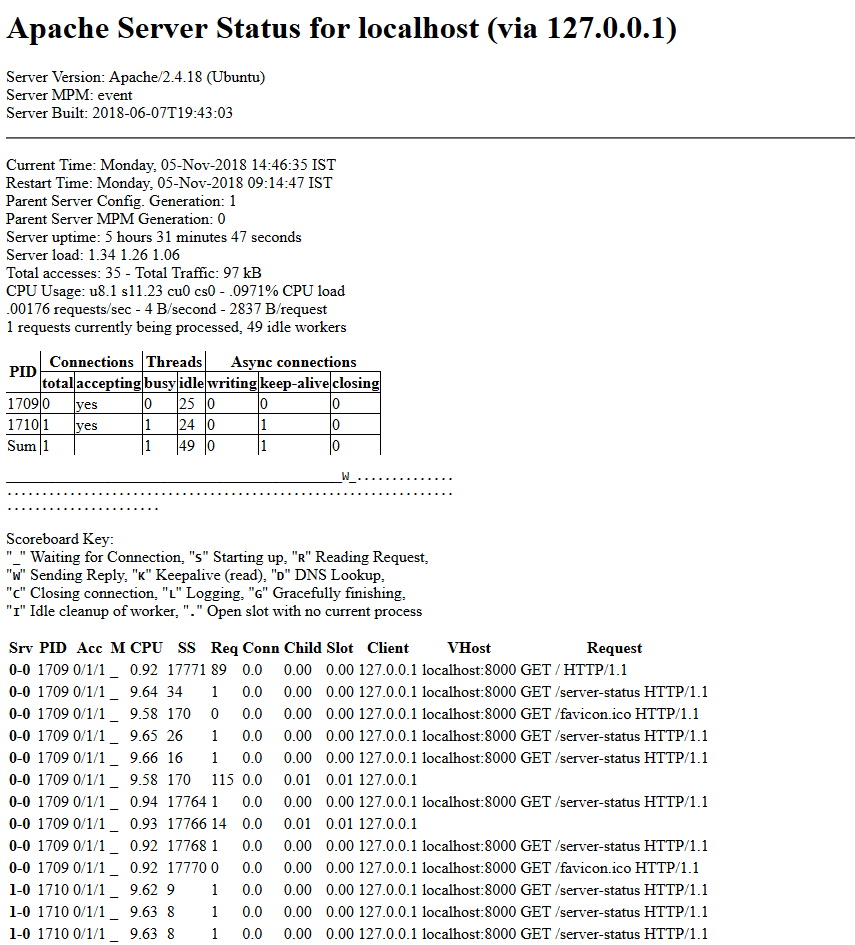 Apache Server Status for localhost (via 127.0.0.1)
Server Version: Apache/2.4.18 (Ubuntu)
Server MPM: event
Server Built: 2018-06-07T19:43:03
Current Time: Monday, 05-Nov-2018 14:46:35 IST
Restart Time: Monday, 05-Nov-2018 09:14:47 IST
Parent Server Config. Generation: 1
Parent Server MPM Generation: 0
Server uptime: 5 hours 31 minutes 47 seconds
Server load: 1.34 1.26 1.06
Total accesses: 35 - Total Traffic: 97 kB
CPU Usage: u8.1 s11.23 cu0 cs0 - .0971% CPU load
.00176 requests/sec - 4 B/second - 2837 B/request
1 requests currently being processed, 49 idle workers
PID Connections Threads Async connections
total accepting busy idle writing keep-alive closing
1709 0 yes 0 25 0 0 0
1710 1 yes 1 24 0 1 0
Sum 1 1 49 0 1 0
________________________________________________W_..............
................................................................
......................
Scoreboard Key:
"_" Waiting for Connection, "S" Starting up, "R" Reading Request,
"W" Sending Reply, "K" Keepalive (read), "D" DNS Lookup,
"C" Closing connection, "L" Logging, "G" Gracefully finishing,
"I" Idle cleanup of worker, "." Open slot with no current process
Srv PID Acc M CPU SS Req Conn Child Slot Client VHost Request
0-0 1709 0/1/1 _ 0.92 17771 89 0.0 0.00 0.00 127.0.0.1 localhost:8000 GET / HTTP/1.1
0-0 1709 0/1/1 _ 9.64 34 1 0.0 0.00 0.00 127.0.0.1 localhost:8000 GET /server-status HTTP/1.1
0-0 1709 0/1/1 _ 9.58 170 0 0.0 0.00 0.00 127.0.0.1 localhost:8000 GET /favicon.ico HTTP/1.1
0-0 1709 0/1/1 _ 9.65 26 1 0.0 0.00 0.00 127.0.0.1 localhost:8000 GET /server-status HTTP/1.1
0-0 1709 0/1/1 _ 9.66 16 1 0.0 0.00 0.00 127.0.0.1 localhost:8000 GET /server-status HTTP/1.1
0-0 1709 0/1/1 _ 9.58 170 115 0.0 0.01 0.01 127.0.0.1
0-0 1709 0/1/1 _ 0.94 17764 1 0.0 0.00 0.00 127.0.0.1 localhost:8000 GET /server-status HTTP/1.1
0-0 1709 0/1/1 _ 0.93 17766 14 0.0 0.01 0.01 127.0.0.1
0-0 1709 0/1/1 _ 0.92 17768 1 0.0 0.00 0.00 127.0.0.1 localhost:8000 GET /server-status HTTP/1.1
0-0 1709 0/1/1 _ 0.92 17770 0 0.0 0.00 0.00 127.0.0.1 localhost:8000 GET /favicon.ico HTTP/1.1
1-0 1710 0/1/1 _ 9.62 9 1 0.0 0.00 0.00 127.0.0.1 localhost:8000 GET /server-status HTTP/1.1
1-0 1710 0/1/1 _ 9.63 8 1 0.0 0.00 0.00 127.0.0.1 localhost:8000 GET /server-status HTTP/1.1
1-0 1710 0/1/1 _ 9.63 8 1 0.0 0.00 0.00 127.0.0.1 localhost:8000 GET /server-status HTTP/1.1